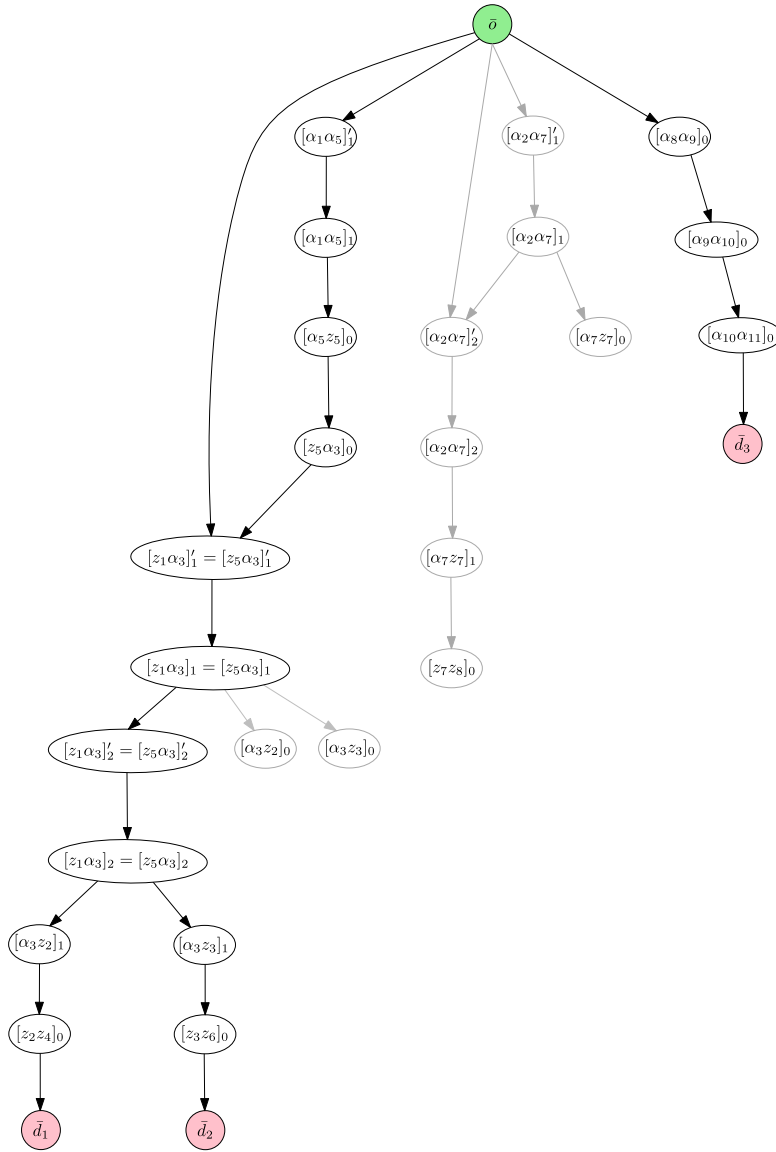 ō
[α₁α₅]′₁
[α₂α₇]′₁
[α₈α₉]₀
[α₁α₅]₁
[α₂α₇]₁
[α₉α₁₀]₀
[α₅z₅]₀
[α₂α₇]′₂
[α₇z₇]₀
[α₁₀α₁₁]₀
[z₅α₃]₀
[α₂α₇]₂
d̄₃
[z₁α₃]′₁ = [z₅α₃]′₁
[α₇z₇]₁
[z₁α₃]₁ = [z₅α₃]₁
[z₇z₈]₀
[z₁α₃]′₂ = [z₅α₃]′₂
[α₃z₂]₀
[α₃z₃]₀
[z₁α₃]₂ = [z₅α₃]₂
[α₃z₂]₁
[α₃z₃]₁
[z₂z₄]₀
[z₃z₆]₀
d̄₁
d̄₂